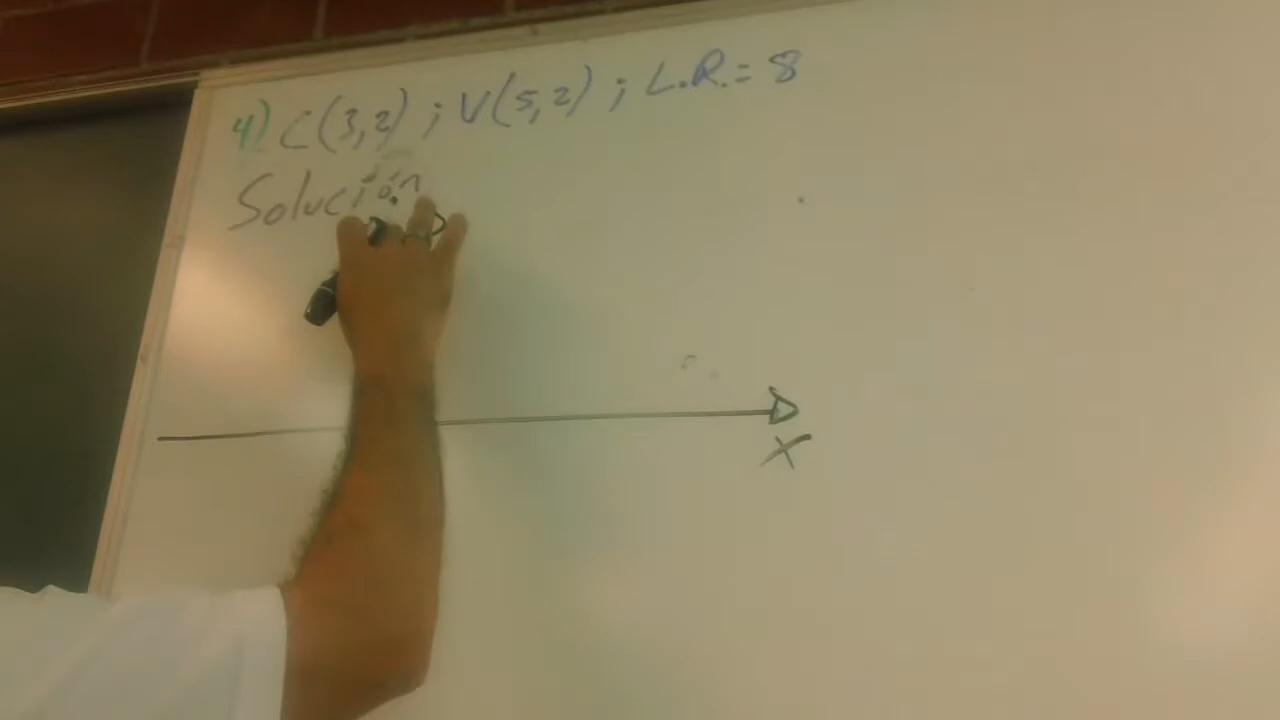 4) C(3,2) ; V(5,2) ; L.R.= 8
Solución
X